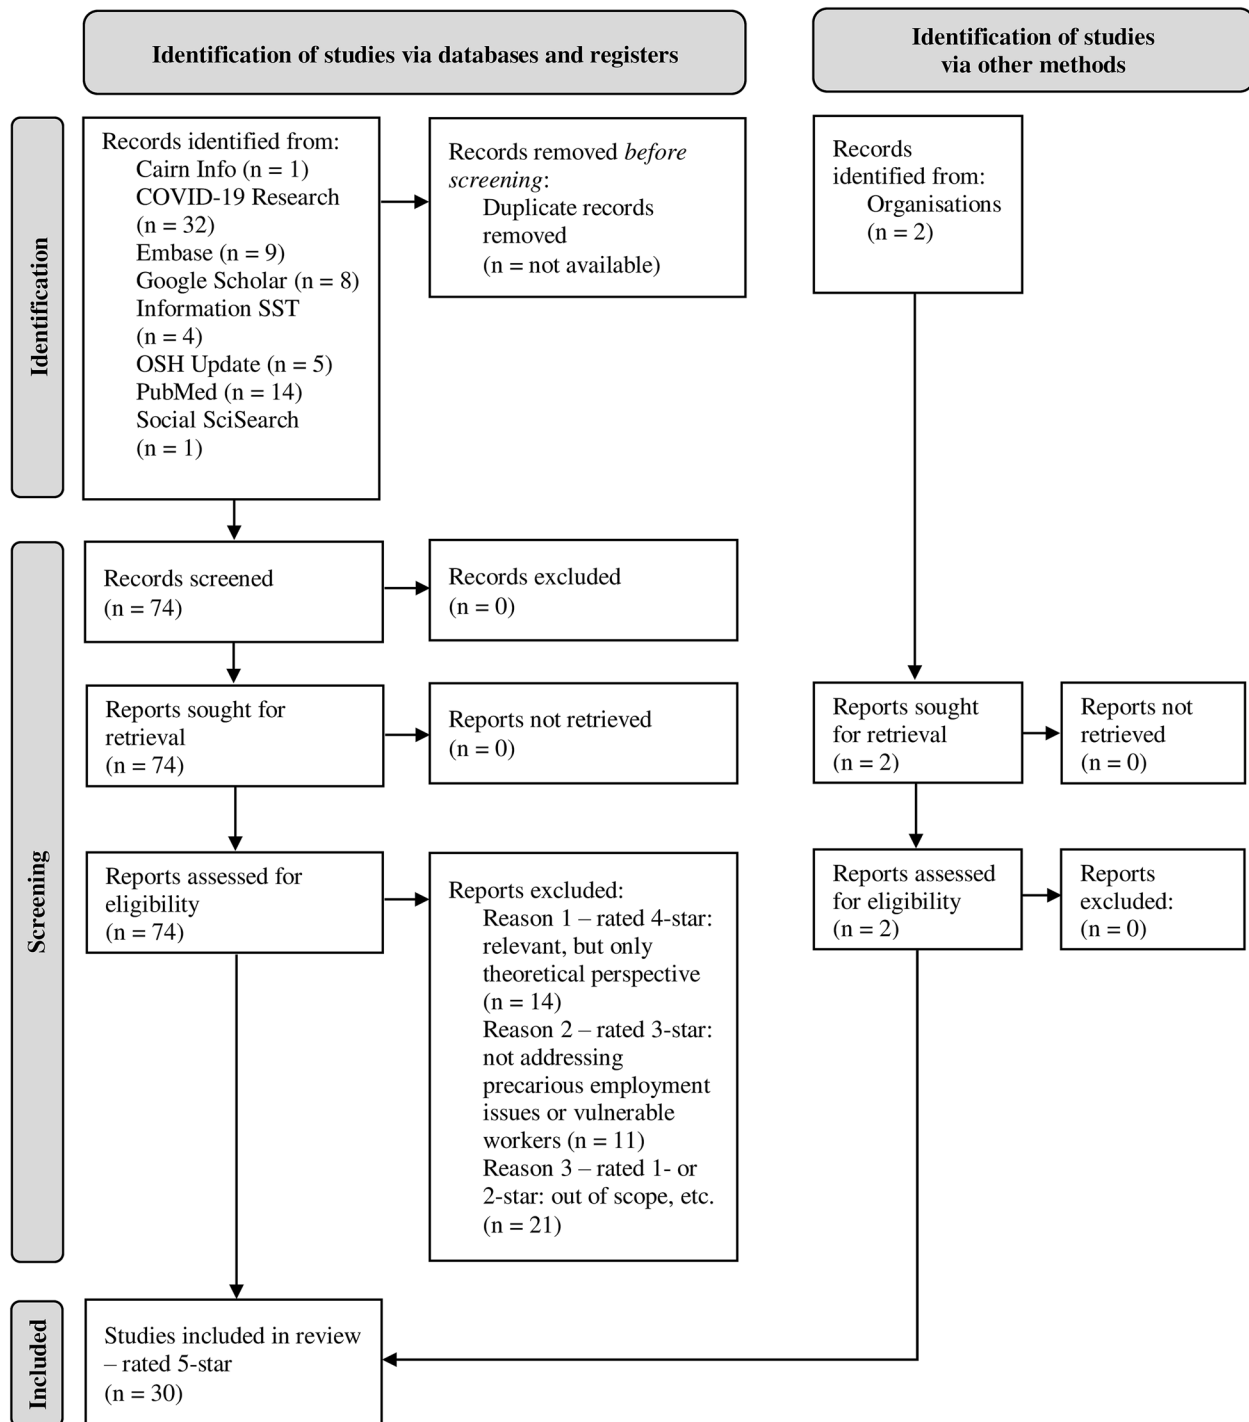 Identification of studies via databases and registers
Identification of studies
via other methods
Identification
Records identified from:
Cairn Info (n = 1)
COVID-19 Research
(n = 32)
Embase (n = 9)
Google Scholar (n = 8)
Information SST
(n = 4)
OSH Update (n = 5)
PubMed (n = 14)
Social SciSearch
(n = 1)
Records removed before
screening:
Duplicate records
removed
(n = not available)
Records
identified from:
Organisations
(n = 2)
Screening
Records screened
(n = 74)
Records excluded
(n = 0)
Reports sought for
retrieval
(n = 74)
Reports not retrieved
(n = 0)
Reports sought
for retrieval
(n = 2)
Reports not
retrieved
(n = 0)
Reports assessed for
eligibility
(n = 74)
Reports excluded:
Reason 1 – rated 4-star:
relevant, but only
theoretical perspective
(n = 14)
Reason 2 – rated 3-star:
not addressing
precarious employment
issues or vulnerable
workers (n = 11)
Reason 3 – rated 1- or
2-star: out of scope, etc.
(n = 21)
Reports assessed
for eligibility
(n = 2)
Reports
excluded:
(n = 0)
Included
Studies included in review
– rated 5-star
(n = 30)